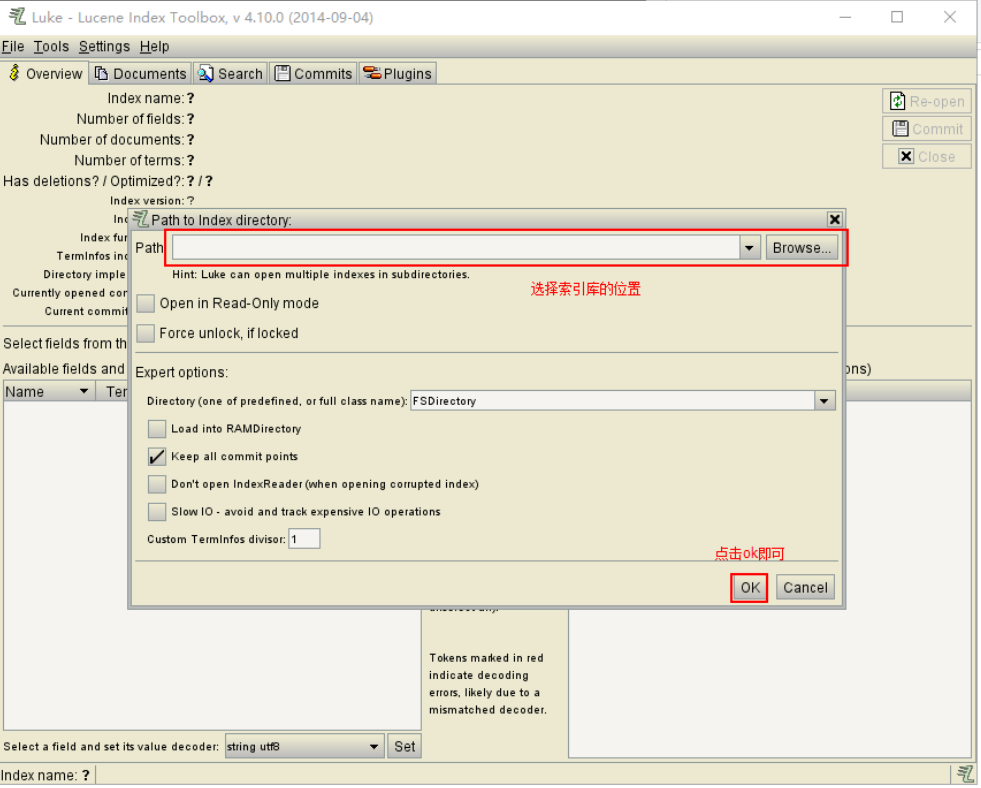 Luke - Lucene Index Toolbox, v 4.10.0 (2014-09-04)
File Tools Settings Help
Overview Documents Search Commits Plugins
Index name: ?
Re-open
Number of fields: ?
Number of documents: ?
Commit
Number of terms: ?
Close
Has deletions? / Optimized?: ? / ?
Index version: ?
Path to Index directory:
Index fur
Path
Browse...
TermInfos ind
Directory imple
Hint: Luke can open multiple indexes in subdirectories.
选择索引库的位置
Currently opened cor
Open in Read-Only mode
Current commit
Force unlock, if locked
Select fields from th
Available fields and
Expert options:
ons)
Name Ter
Directory (one of predefined, or full class name): FSDirectory
Load into RAMDirectory
Keep all commit points
Don't open IndexReader (when opening corrupted index)
Slow IO - avoid and track expensive IO operations
Custom TermInfos divisor: 1
点击ok即可
OK Cancel
Tokens marked in red
indicate decoding
errors, likely due to a
mismatched decoder.
Select a field and set its value decoder: string utf8 Set
Index name: ?